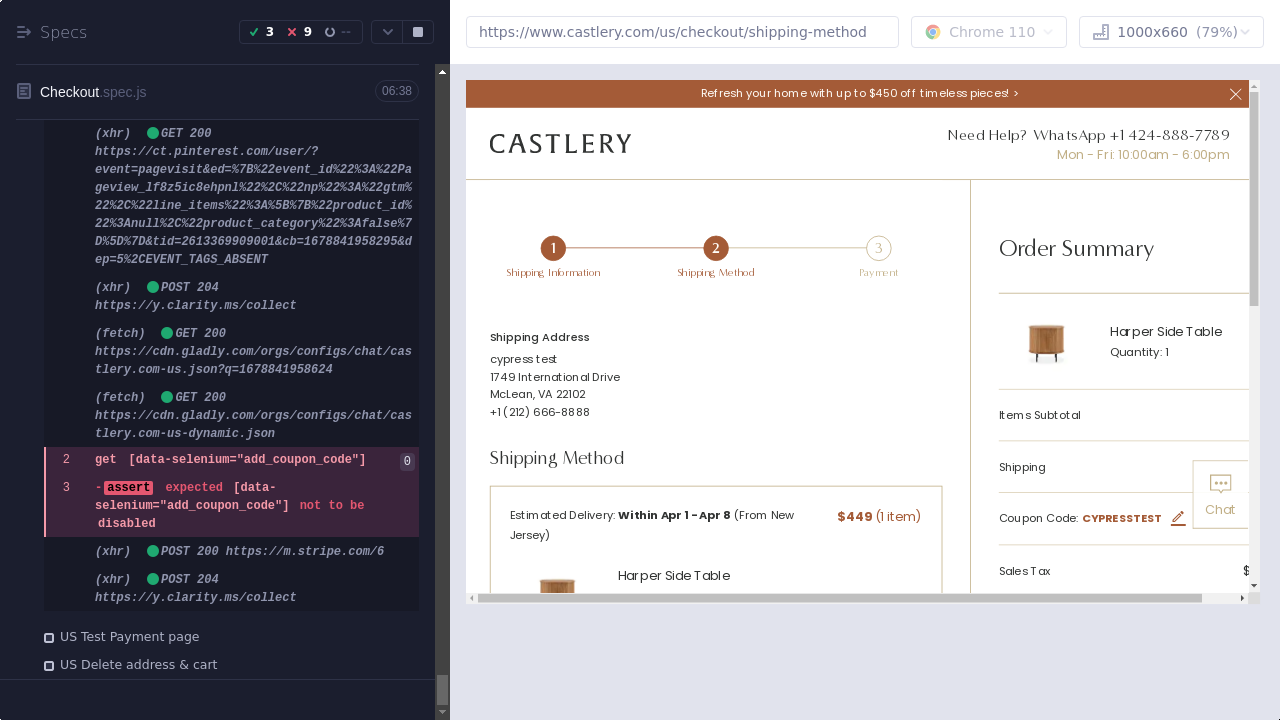 Specs
3
9
--
Checkout.spec.js
06:38
(xhr) GET 200
https://ct.pinterest.com/user/?
event=pagevisit&ed=%7B%22event_id%22%3A%22Pa
geview_lf8z5ic8ehpnl%22%2C%22np%22%3A%22gtm%
22%2C%22line_items%22%3A%5B%7B%22product_id%
22%3Anull%2C%22product_category%22%3Afalse%7
D%5D%7D&tid=2613369909001&cb=1678841958295&d
ep=5%2CEVENT_TAGS_ABSENT
(xhr) POST 204
https://y.clarity.ms/collect
(fetch) GET 200
https://cdn.gladly.com/orgs/configs/chat/cas
tlery.com-us.json?q=1678841958624
(fetch) GET 200
https://cdn.gladly.com/orgs/configs/chat/cas
tlery.com-us-dynamic.json
2 get [data-selenium="add_coupon_code"] 0
3 -assert expected [data-
selenium="add_coupon_code"] not to be
disabled
(xhr) POST 200 https://m.stripe.com/6
(xhr) POST 204
https://y.clarity.ms/collect
US Test Payment page
US Delete address & cart
https://www.castlery.com/us/checkout/shipping-method
Chrome 110
1000x660 (79%)
Refresh your home with up to $450 off timeless pieces! >
CASTLERY
Need Help? WhatsApp +1 424-888-7789
Mon - Fri: 10:00am - 6:00pm
1
2
3
Shipping Information
Shipping Method
Payment
Shipping Address
cypress test
1749 International Drive
McLean, VA 22102
+1 (212) 666-8888
Shipping Method
Estimated Delivery: Within Apr 1 - Apr 8 (From New
Jersey)
$449 (1 item)
Harper Side Table
Order Summary
Harper Side Table
Quantity: 1
Items Subtotal
Shipping
Coupon Code: CYPRESSTEST
Chat
Sales Tax
$